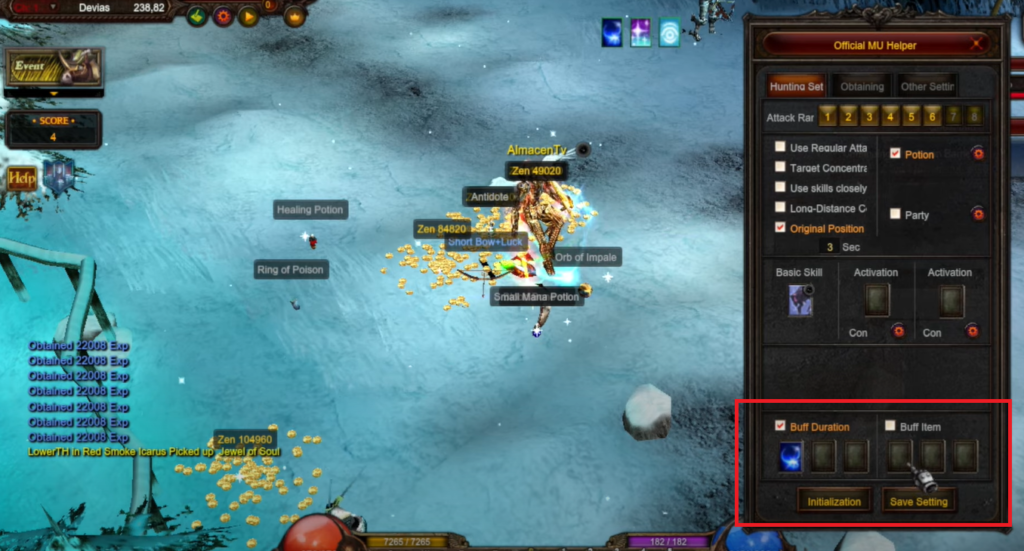 Devias 238,82
0
Event
• SCORE •
4
Help
AlmacenTv
Zen 49020
Antidote
Healing Potion
Zen 84820
Short Bow+Luck
Orb of Impale
Ring of Poison
Small Mana Potion
Obtained 22008 Exp
Obtained 22008 Exp
Obtained 22008 Exp
Obtained 22008 Exp
Obtained 22008 Exp
Obtained 22008 Exp
Obtained 22008 Exp
Zen 104960
LowerTH in Red Smoke Icarus Picked up Jewel of Soul
7265 / 7265
182 / 182
Official MU Helper
Hunting Set Obtaining Other Settin
Attack Rar 1 2 3 4 5 6 7 8
Use Regular Atta
Potion
Target Concentra
Use skills closely
Long-Distance C
Party
Original Position
3 Sec
Basic Skill Activation Activation
Con Con
Buff Duration Buff Item
Initialization Save Setting